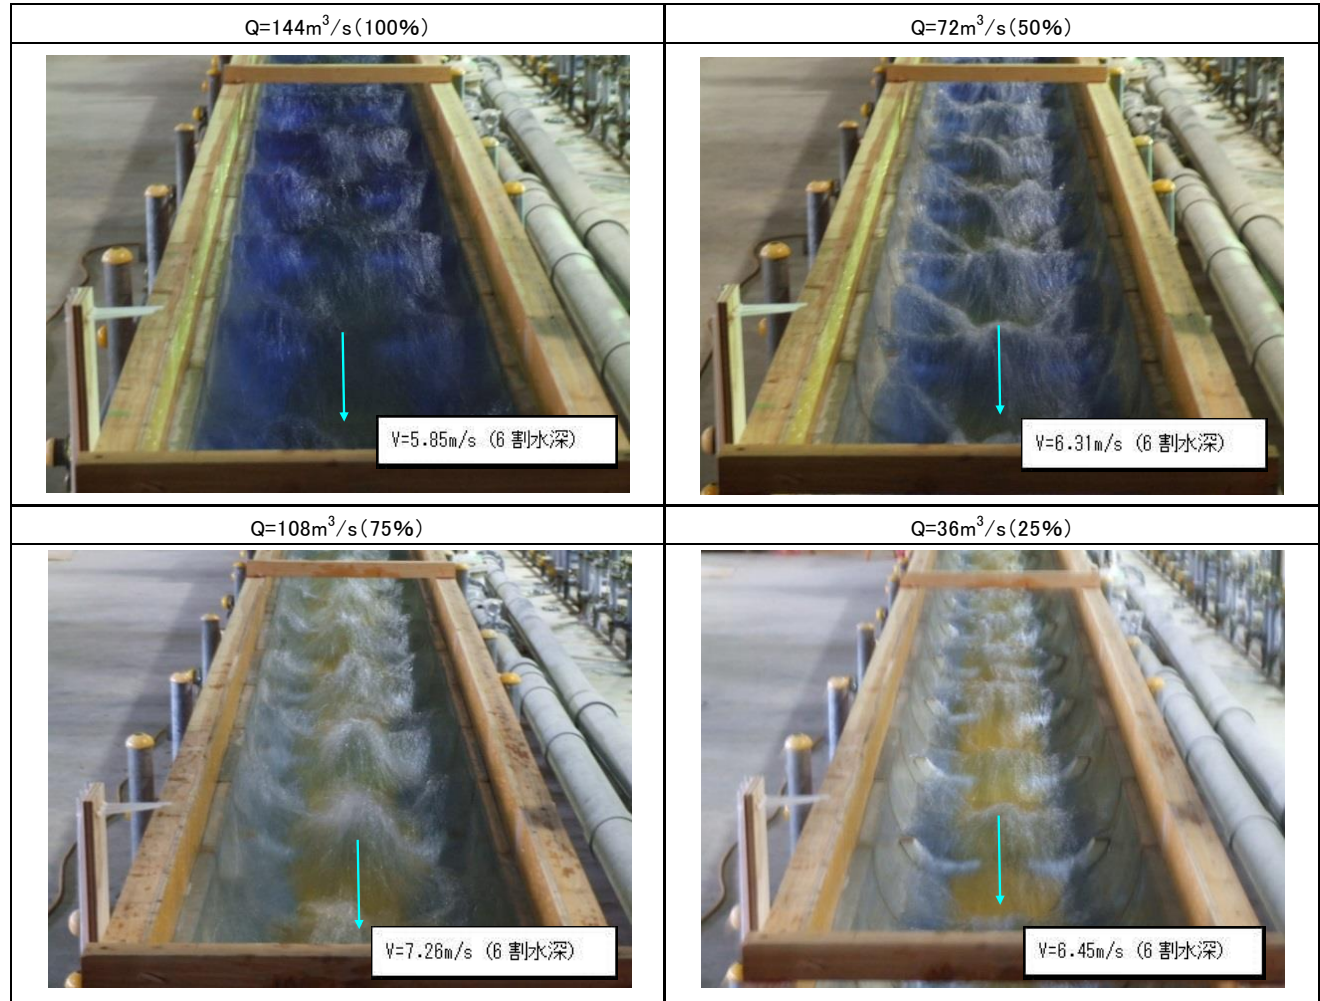 Q=144m³/s(100%)
Q=72m³/s(50%)
V=5.85m/s (6割水深)
V=6.31m/s (6割水深)
Q=108m³/s(75%)
Q=36m³/s(25%)
V=7.26m/s (6割水深)
V=6.45m/s (6割水深)